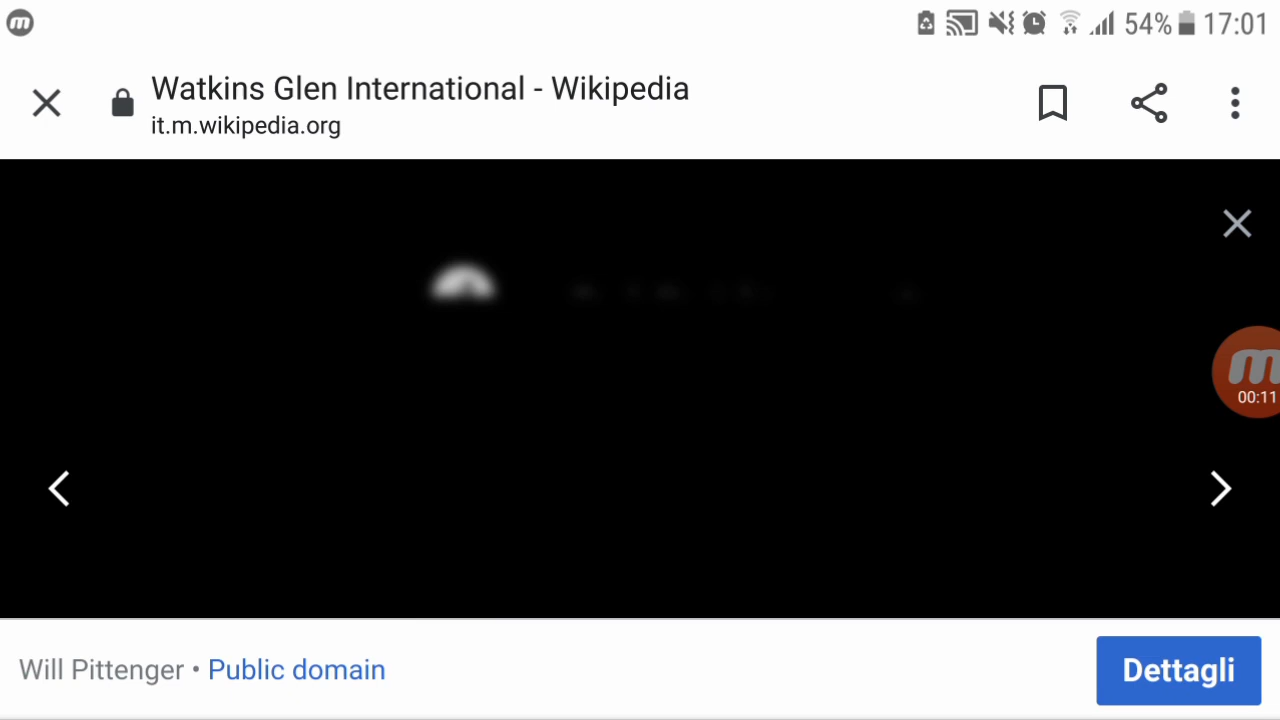 54% 17:01
Watkins Glen International - Wikipedia
it.m.wikipedia.org
00:11
Will Pittenger • Public domain
Dettagli